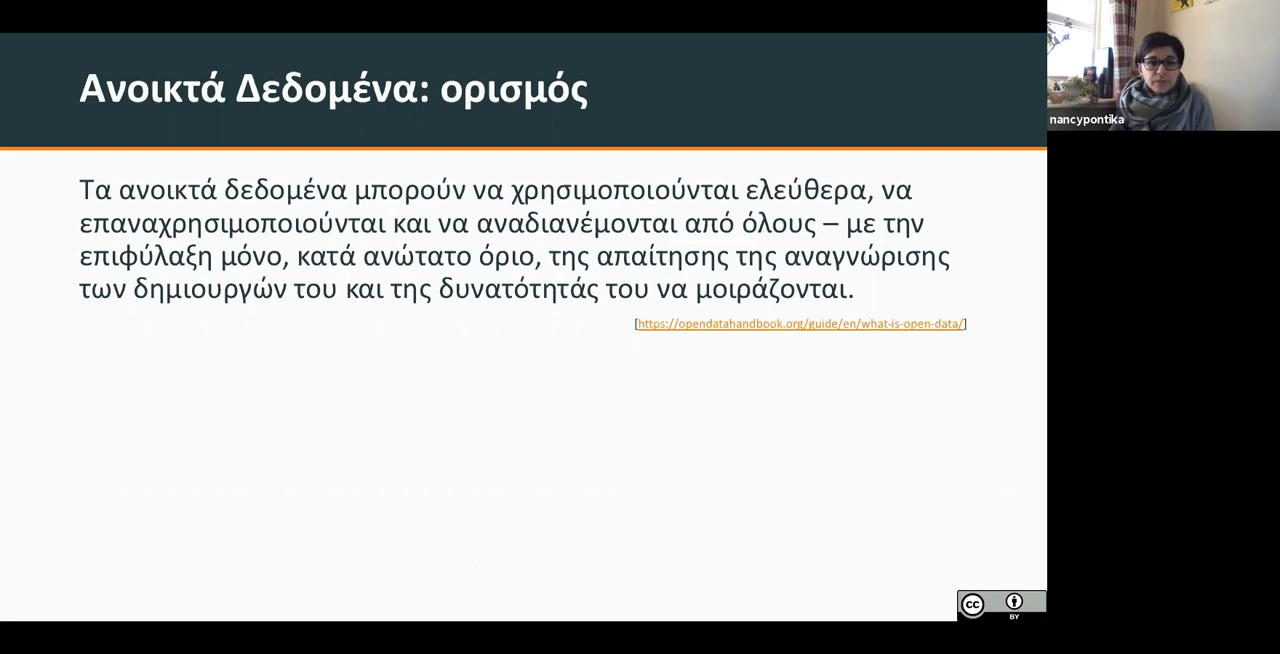 Ανοικτά Δεδομένα: ορισμός
nancypontika
Τα ανοικτά δεδομένα μπορούν να χρησιμοποιούνται ελεύθερα, να
επαναχρησιμοποιούνται και να αναδιανέμονται από όλους – με την
επιφύλαξη μόνο, κατά ανώτατο όριο, της απαίτησης της αναγνώρισης
των δημιουργών του και της δυνατότητάς του να μοιράζονται.
[https://opendatahandbook.org/guide/en/what-is-open-data/]
cc
BY